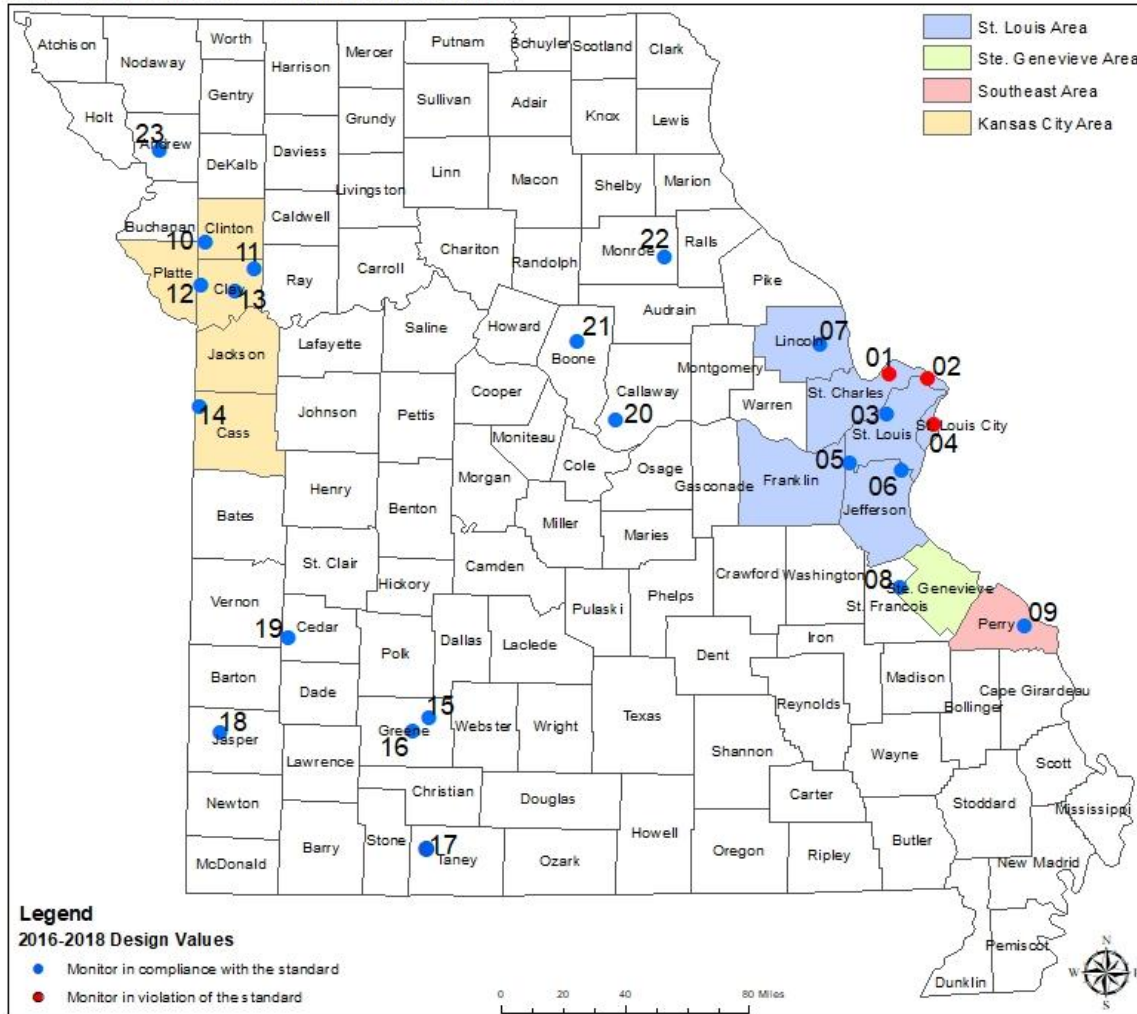 St. Louis Area
Ste. Genevieve Area
Southeast Area
Kansas City Area
Atchison
Nodaway
Worth
Harrison
Mercer
Putnam
Schuyler
Scotland
Clark
Holt
Gentry
Sullivan
Adair
Knox
Lewis
Grundy
23
Andrew
DeKalb
Daviess
Livingston
Linn
Macon
Shelby
Marion
Buchanan
Clinton
Caldwell
10
11
Platte
12
Clay
13
Ray
Carroll
Chariton
Randolph
22
Monroe
Ralls
Pike
Audrain
Saline
Howard
21
Boone
Lincoln
07
Jackson
Lafayette
Cooper
Callaway
Montgomery
Warren
01
02
St. Charles
14
Cass
Johnson
Pettis
Moniteau
20
03
St. Louis
St. Louis City
04
Cole
Osage
Gasconade
Franklin
05
06
Jefferson
Bates
Henry
Benton
Morgan
Miller
Maries
St. Clair
Hickory
Camden
Crawford
Washington
08
Ste. Genevieve
St. Francois
Vernon
19
Cedar
Polk
Dallas
Laclede
Pulaski
Phelps
Dent
Iron
Perry
09
Barton
Dade
Madison
Cape Girardeau
Bollinger
18
Jasper
15
16
Greene
Webster
Wright
Texas
Reynolds
Shannon
Wayne
Scott
Lawrence
Christian
Douglas
Carter
Stoddard
Mississippi
Newton
Barry
Stone
17
Taney
Ozark
Howell
Oregon
Ripley
Butler
New Madrid
McDonald
Pemiscot
Dunklin
Legend
2016-2018 Design Values
Monitor in compliance with the standard
Monitor in violation of the standard
0 20 40 80 Miles
N
W
S